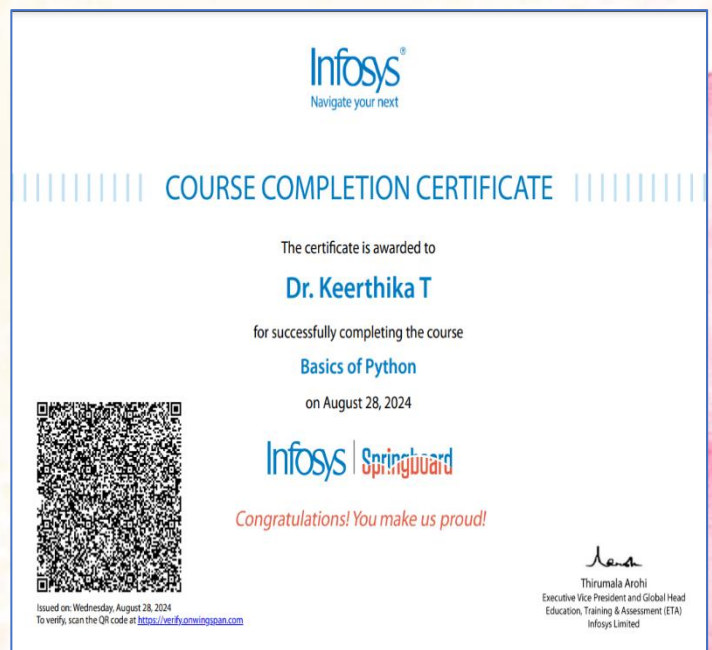 Infosys®
Navigate your next
COURSE COMPLETION CERTIFICATE
The certificate is awarded to
Dr. Keerthika T
for successfully completing the course
Basics of Python
on August 28, 2024
Infosys | Springboard
Congratulations! You make us proud!
Issued on: Wednesday, August 28, 2024
To verify, scan the QR code at https://verify.onwingspan.com
Thirumala Arohi
Executive Vice President and Global Head
Education, Training & Assessment (ETA)
Infosys Limited